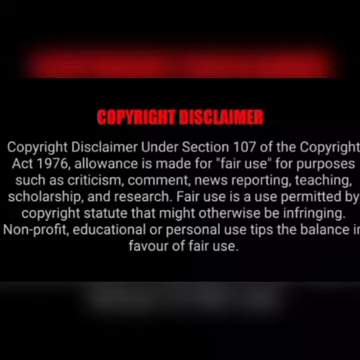 COPYRIGHT DISCLAIMER
Copyright Disclaimer Under Section 107 of the Copyright
Act 1976, allowance is made for "fair use" for purposes
such as criticism, comment, news reporting, teaching,
scholarship, and research. Fair use is a use permitted by
copyright statute that might otherwise be infringing.
Non-profit, educational or personal use tips the balance in
favour of fair use.